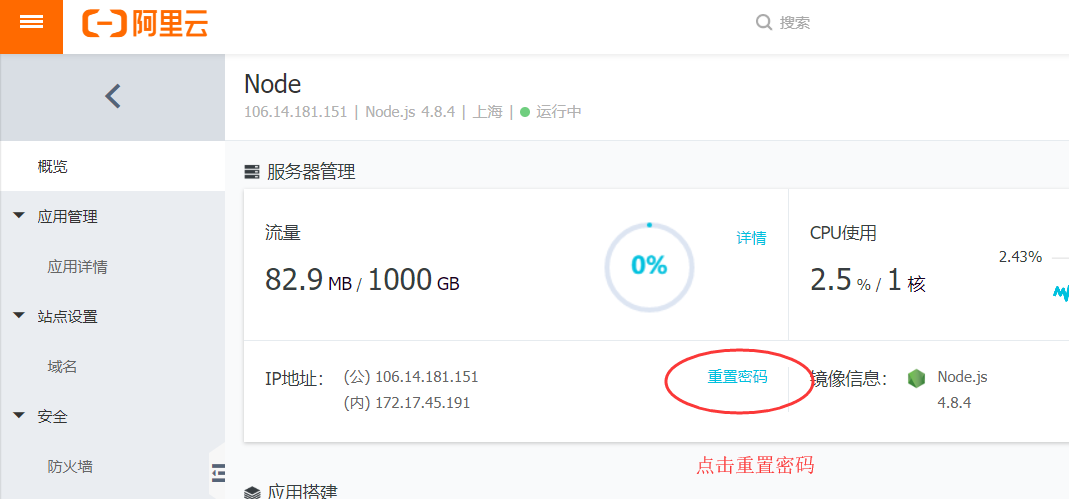 阿里云
搜索
Node
106.14.181.151 | Node.js 4.8.4 | 上海 | 运行中
概览
应用管理
应用详情
站点设置
域名
安全
防火墙
服务器管理
流量
0%
详情
82.9 MB / 1000 GB
CPU使用
2.43%
2.5 % / 1 核
IP地址： (公) 106.14.181.151
(内) 172.17.45.191
重置密码
镜像信息： Node.js
4.8.4
点击重置密码
应用搭建